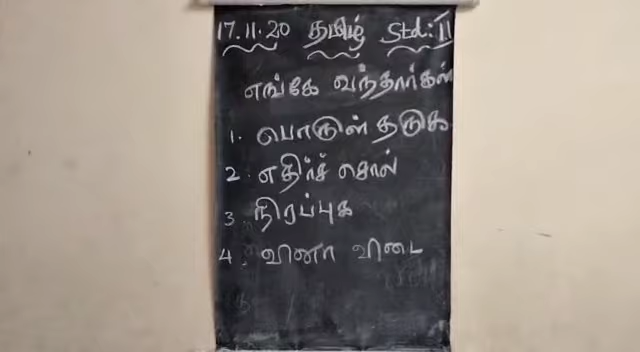 17.11.20 தமிழ் Std: II
எங்கே வந்தார்கள்
1. பொருள் தருக
2. எதிர்ச் சொல்
3. நிரப்புக
4. வினா விடை